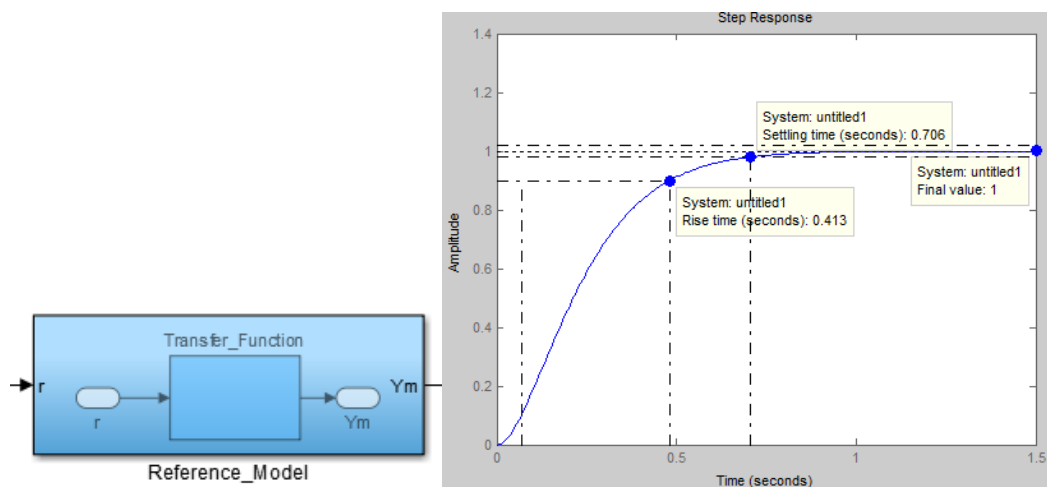 Transfer_Function
r
Ym
r
Ym
Reference_Model
Step Response
1.4
1.2
1
0.8
0.6
0.4
0.2
0
Amplitude
System: untitled1
Settling time (seconds): 0.706
System: untitled1
Final value: 1
System: untitled1
Rise time (seconds): 0.413
0
0.5
1
1.5
Time (seconds)